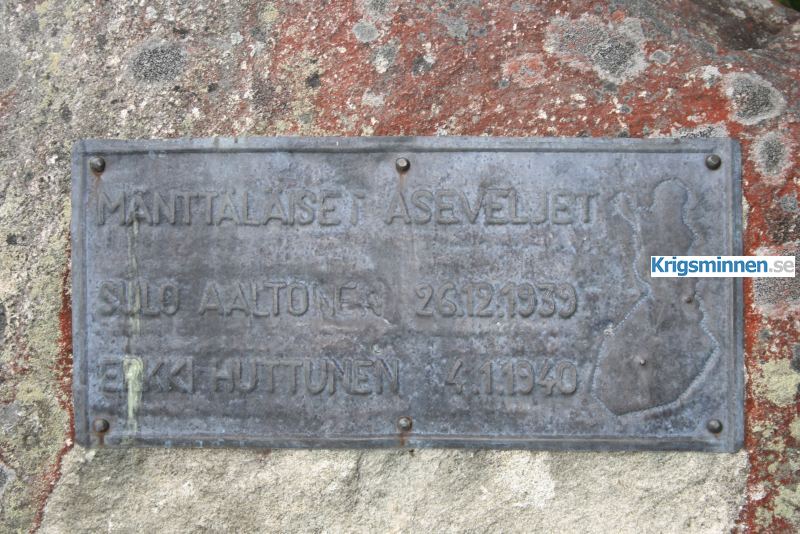 MÄNTTÄLÄISET ASEVELJET
Krigsminnen.se
SULO AALTONEN 26.12.1939
ERKKI HUTTUNEN 4.1.1940